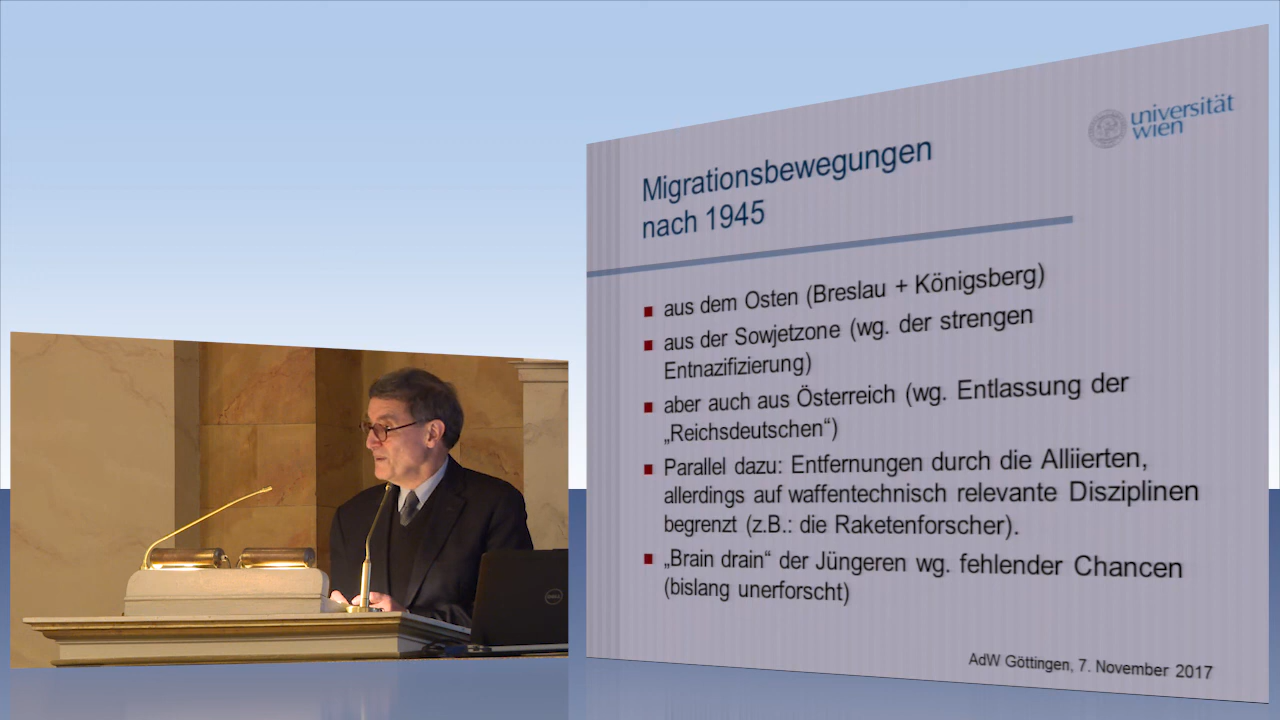 universität
wien
Migrationsbewegungen
nach 1945
aus dem Osten (Breslau + Königsberg)
aus der Sowjetzone (wg. der strengen
Entnazifizierung)
aber auch aus Österreich (wg. Entlassung der
„Reichsdeutschen“)
Parallel dazu: Entfernungen durch die Alliierten,
allerdings auf waffentechnisch relevante Disziplinen
begrenzt (z.B.: die Raketenforscher).
„Brain drain“ der Jüngeren wg. fehlender Chancen
(bislang unerforscht)
AdW Göttingen, 7. November 2017
DELL